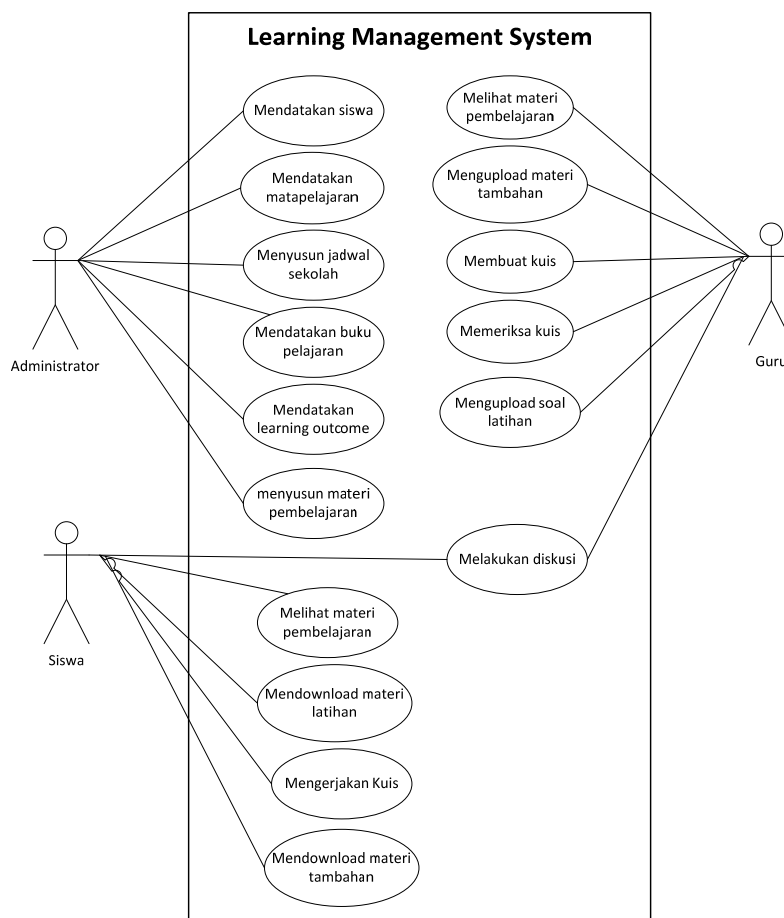 Learning Management System
Mendatakan siswa
Melihat materi
pembelajaran
Mendatakan
matapelajaran
Mengupload materi
tambahan
Menyusun jadwal
sekolah
Membuat kuis
Mendatakan buku
pelajaran
Memeriksa kuis
Administrator
Guru
Mendatakan
learning outcome
Mengupload soal
latihan
menyusun materi
pembelajaran
Melakukan diskusi
Melihat materi
pembelajaran
Siswa
Mendownload materi
latihan
Mengerjakan Kuis
Mendownload materi
tambahan